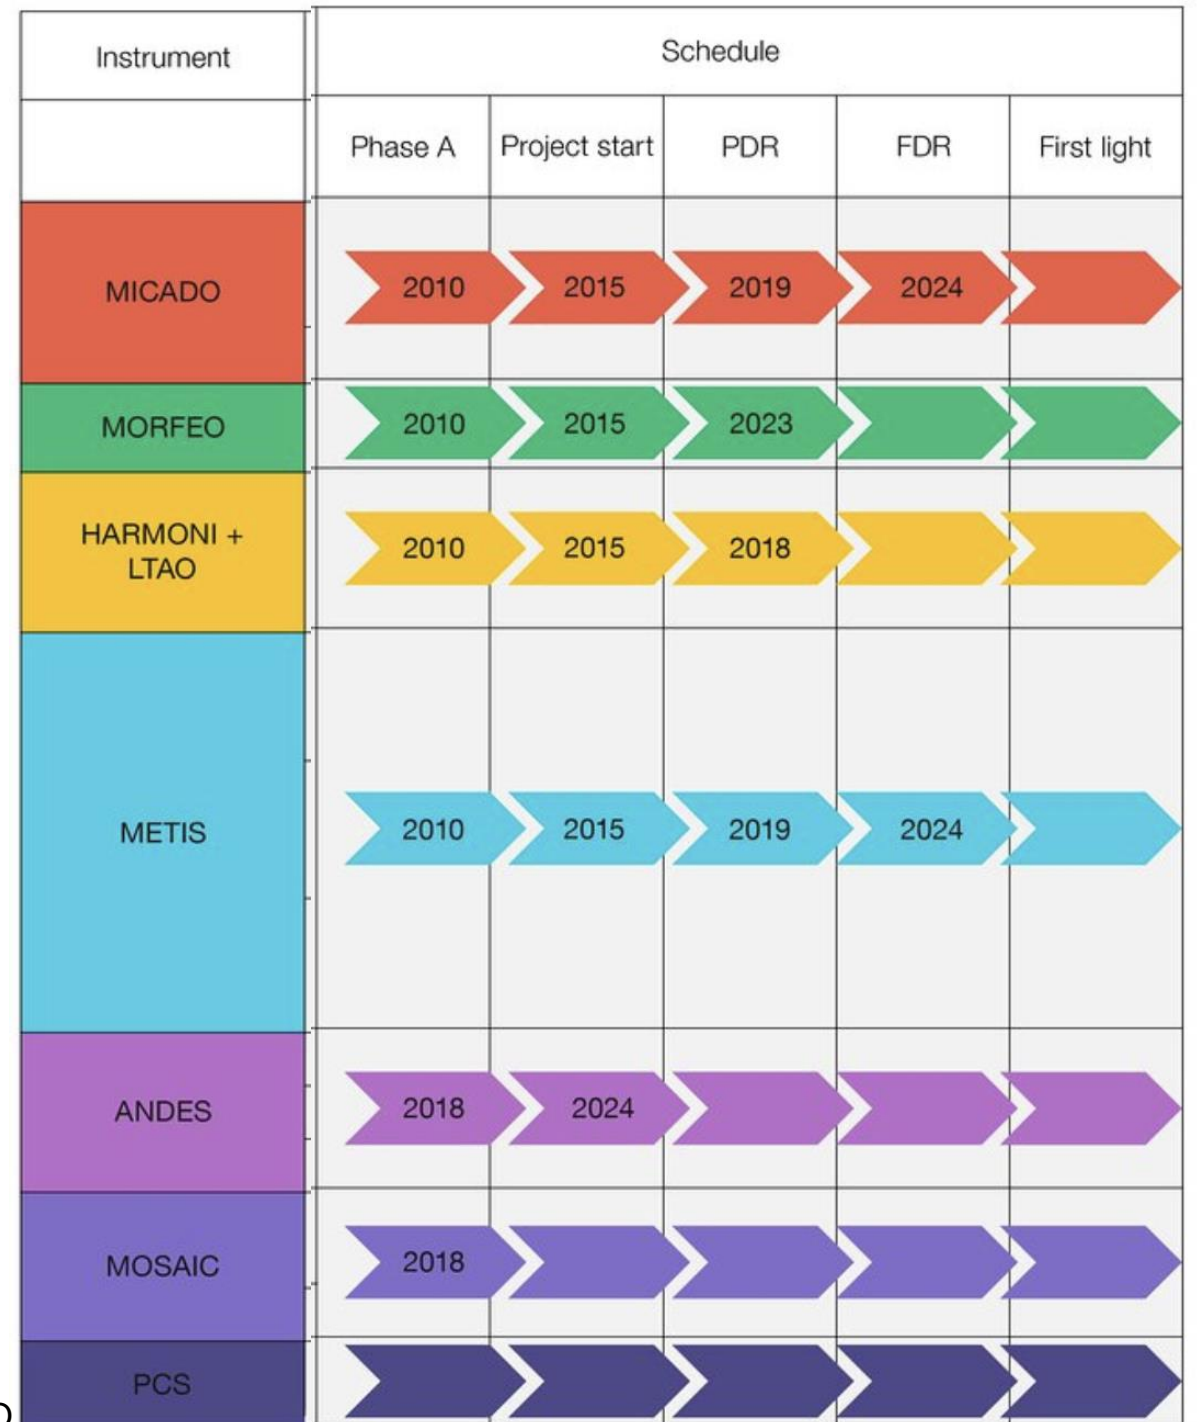 Instrument
Schedule
Phase A
Project start
PDR
FDR
First light
MICADO
2010
2015
2019
2024
MORFEO
2010
2015
2023
HARMONI +
LTAO
2010
2015
2018
METIS
2010
2015
2019
2024
ANDES
2018
2024
MOSAIC
2018
PCS